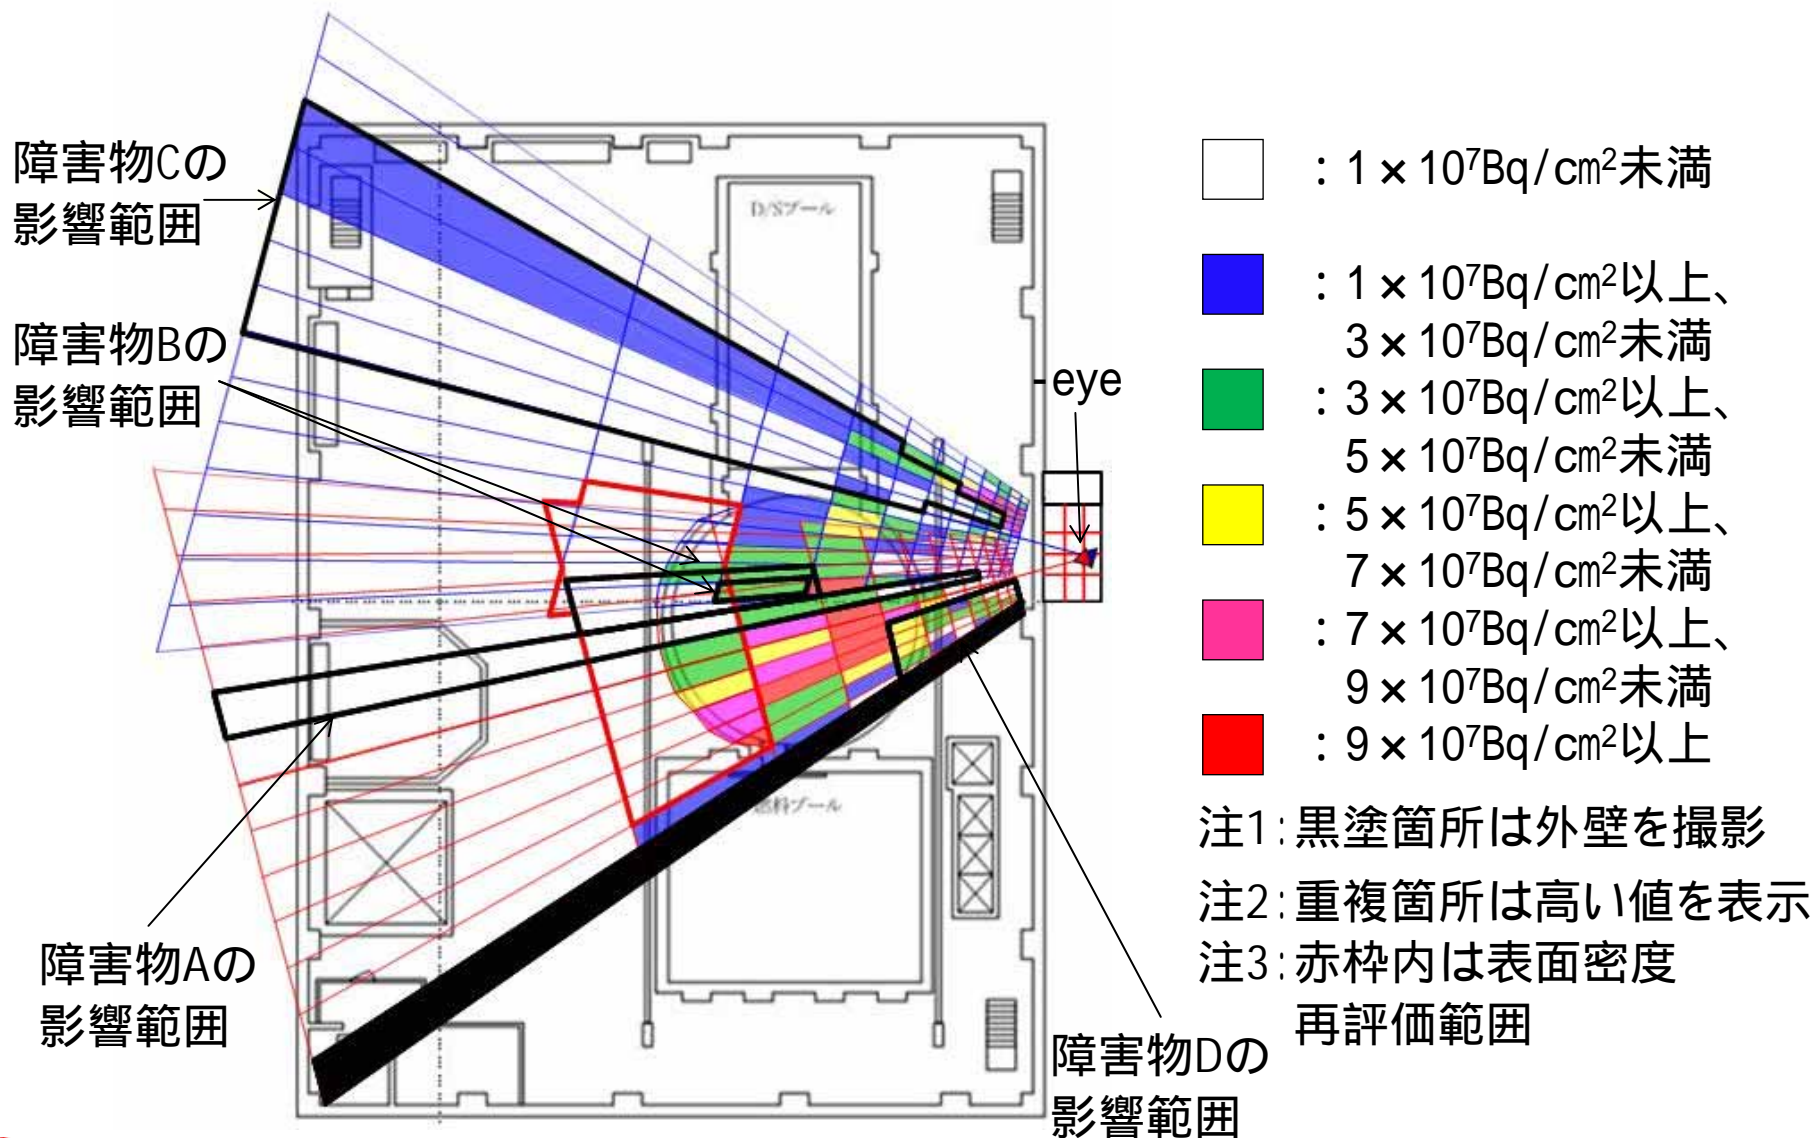 障害物Cの
影響範囲
障害物Bの
影響範囲
障害物Aの
影響範囲
障害物Dの
影響範囲
D/Sプール
燃料プール
-eye
：1×10⁷Bq/cm²未満
：1×10⁷Bq/cm²以上、
3×10⁷Bq/cm²未満
：3×10⁷Bq/cm²以上、
5×10⁷Bq/cm²未満
：5×10⁷Bq/cm²以上、
7×10⁷Bq/cm²未満
：7×10⁷Bq/cm²以上、
9×10⁷Bq/cm²未満
：9×10⁷Bq/cm²以上
注1：黒塗箇所は外壁を撮影
注2：重複箇所は高い値を表示
注3：赤枠内は表面密度
再評価範囲